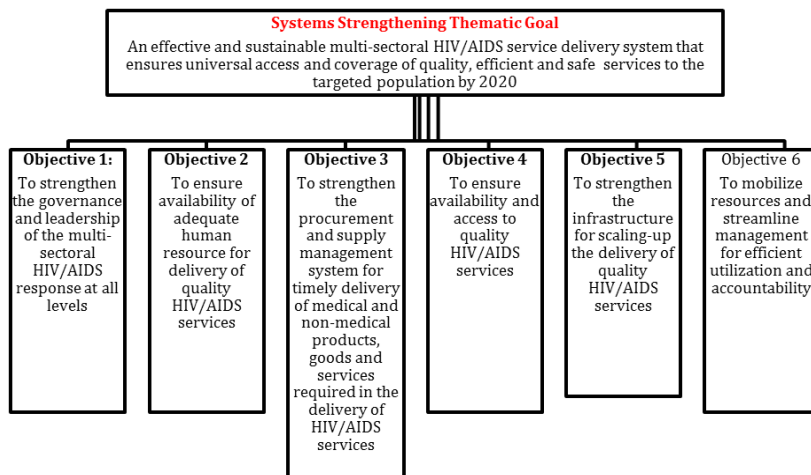 Systems Strengthening Thematic Goal
An effective and sustainable multi-sectoral HIV/AIDS service delivery system that
ensures universal access and coverage of quality, efficient and safe services to the
targeted population by 2020
Objective 1:
To strengthen
the governance
and leadership
of the multi-
sectoral
HIV/AIDS
response at all
levels
Objective 2
To ensure
availability of
adequate
human
resource for
delivery of
quality
HIV/AIDS
services
Objective 3
To strengthen
the
procurement
and supply
management
system for
timely delivery
of medical and
non-medical
products,
goods and
services
required in the
delivery of
HIV/AIDS
services
Objective 4
To ensure
availability and
access to
quality
HIV/AIDS
services
Objective 5
To strengthen
the
infrastructure
for scaling-up
the delivery of
quality
HIV/AIDS
services
Objective 6
To mobilize
resources and
streamline
management
for efficient
utilization and
accountability